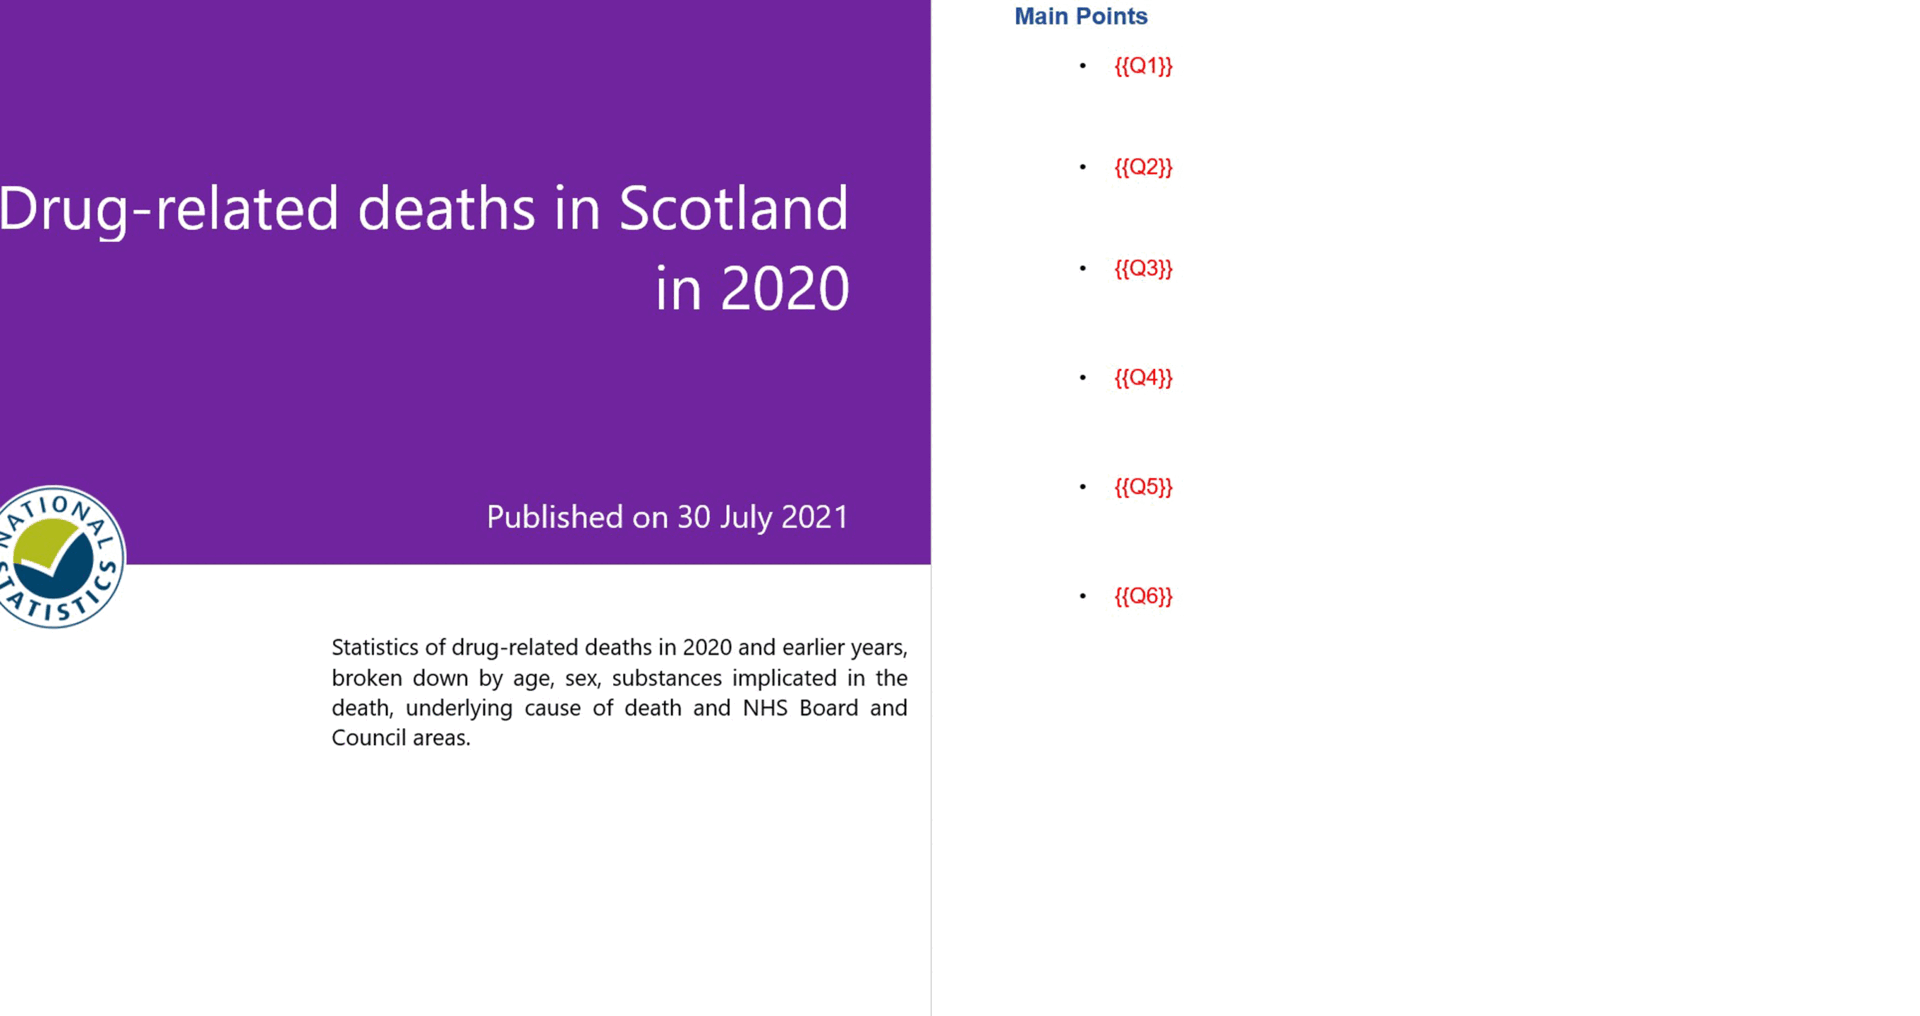 Drug-related deaths in Scotland
in 2020
Published on 30 July 2021
NATIONAL
STATISTICS
Statistics of drug-related deaths in 2020 and earlier years,
broken down by age, sex, substances implicated in the
death, underlying cause of death and NHS Board and
Council areas.
Main Points
• {{Q1}}
• {{Q2}}
• {{Q3}}
• {{Q4}}
• {{Q5}}
• {{Q6}}